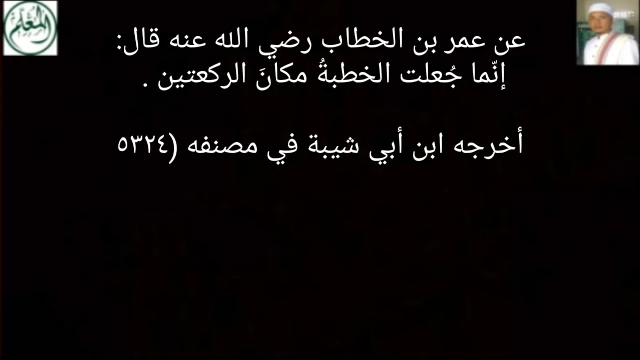 المعلم
عن عمر بن الخطاب رضي الله عنه قال:
إنّما جُعلت الخطبةُ مكانَ الركعتين .
أخرجه ابن أبي شيبة في مصنفه (٥٣٢٤